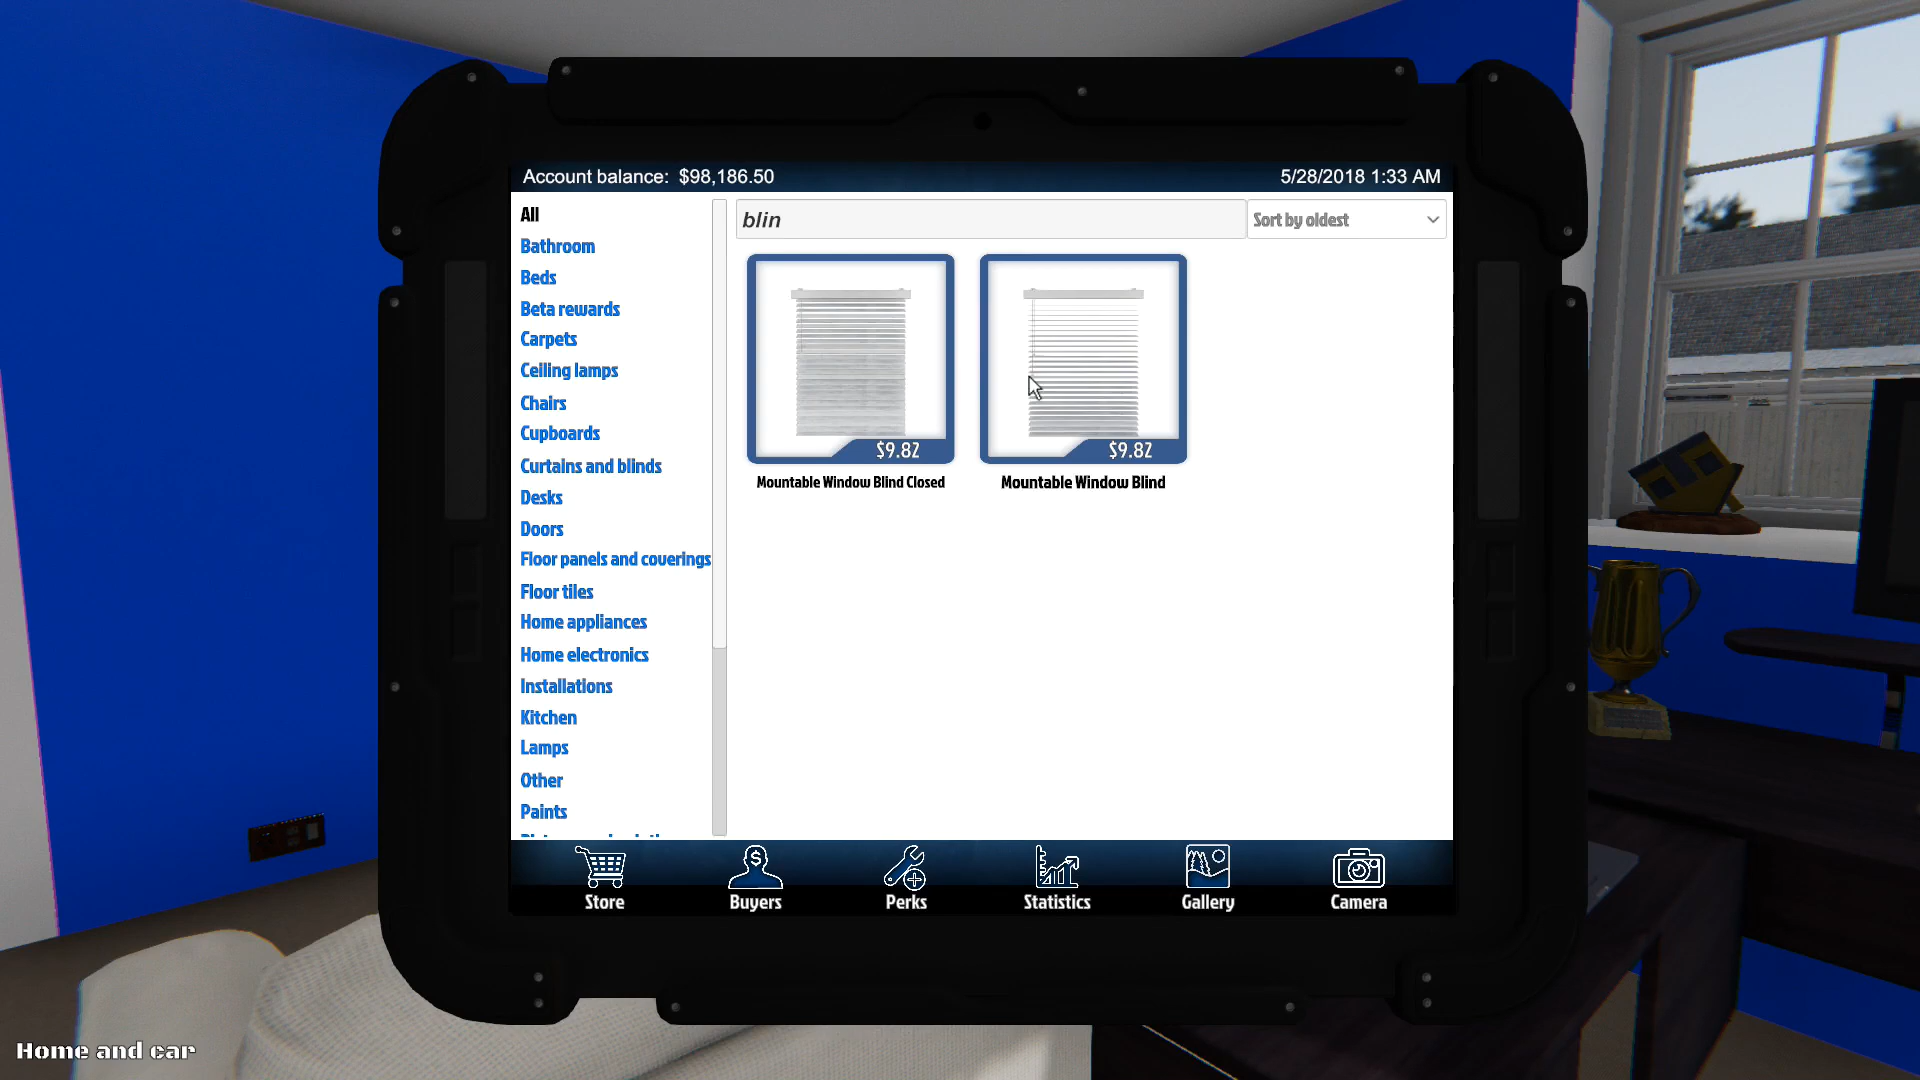 Account balance: $98,186.50
5/28/2018 1:33 AM
All
Bathroom
Beds
Beta rewards
Carpets
Ceiling lamps
Chairs
Cupboards
Curtains and blinds
Desks
Doors
Floor panels and coverings
Floor tiles
Home appliances
Home electronics
Installations
Kitchen
Lamps
Other
Paints
blin
Sort by oldest
$9.82
Mountable Window Blind Closed
$9.82
Mountable Window Blind
Store
Buyers
Perks
Statistics
Gallery
Camera
Home and car